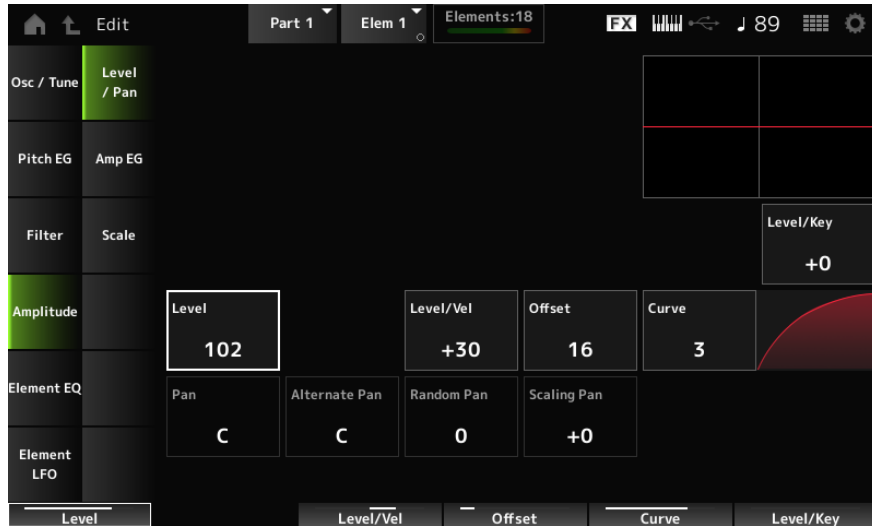 Edit
Part 1
Elem 1
Elements:18
FX
♩ 89
Osc / Tune
Level
/ Pan
Pitch EG
Amp EG
Filter
Scale
Level/Key
+0
Amplitude
Level
102
Level/Vel
+30
Offset
16
Curve
3
Element EQ
Pan
C
Alternate Pan
C
Random Pan
0
Scaling Pan
+0
Element
LFO
Level
Level/Vel
Offset
Curve
Level/Key